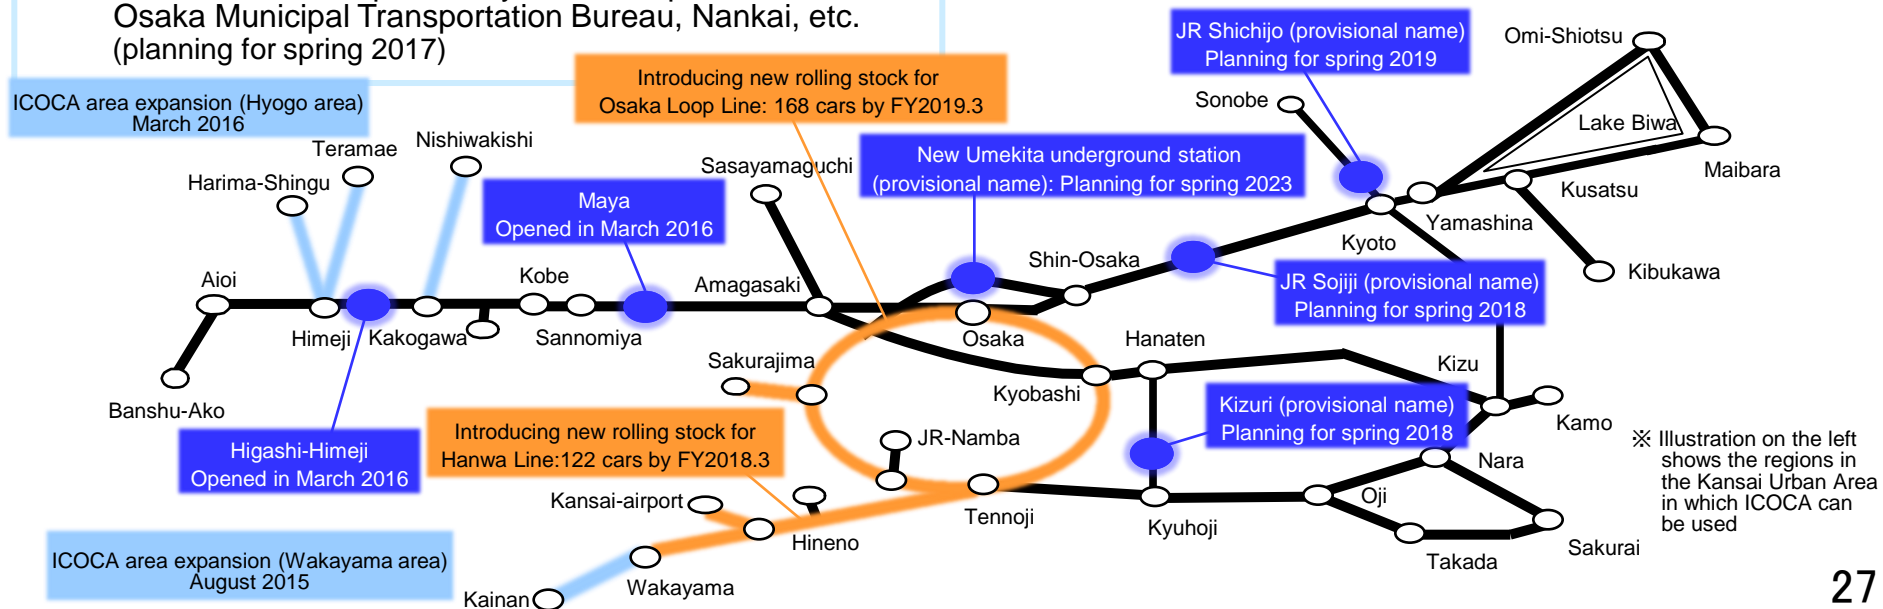 Osaka Municipal Transportation Bureau, Nankai, etc.
(planning for spring 2017)
JR Shichijo (provisional name)
Planning for spring 2019
Omi-Shiotsu
Introducing new rolling stock for
Osaka Loop Line: 168 cars by FY2019.3
ICOCA area expansion (Hyogo area)
March 2016
Sonobe
Lake Biwa
Maibara
Teramae
Nishiwakishi
Harima-Shingu
Sasayamaguchi
New Umekita underground station
(provisional name): Planning for spring 2023
Maya
Opened in March 2016
Kusatsu
Yamashina
Kyoto
Kibukawa
Aioi
Kobe
Amagasaki
Shin-Osaka
JR Sojiji (provisional name)
Planning for spring 2018
Himeji
Kakogawa
Sannomiya
Osaka
Hanaten
Sakurajima
Kyobashi
Kizu
Kamo
Banshu-Ako
Kizuri (provisional name)
Planning for spring 2018
Higashi-Himeji
Opened in March 2016
Introducing new rolling stock for
Hanwa Line:122 cars by FY2018.3
JR-Namba
Nara
※ Illustration on the left
shows the regions in
the Kansai Urban Area
in which ICOCA can
be used
Kansai-airport
Hineno
Tennoji
Kyuhoji
Oji
Takada
Sakurai
ICOCA area expansion (Wakayama area)
August 2015
Wakayama
Kainan
27